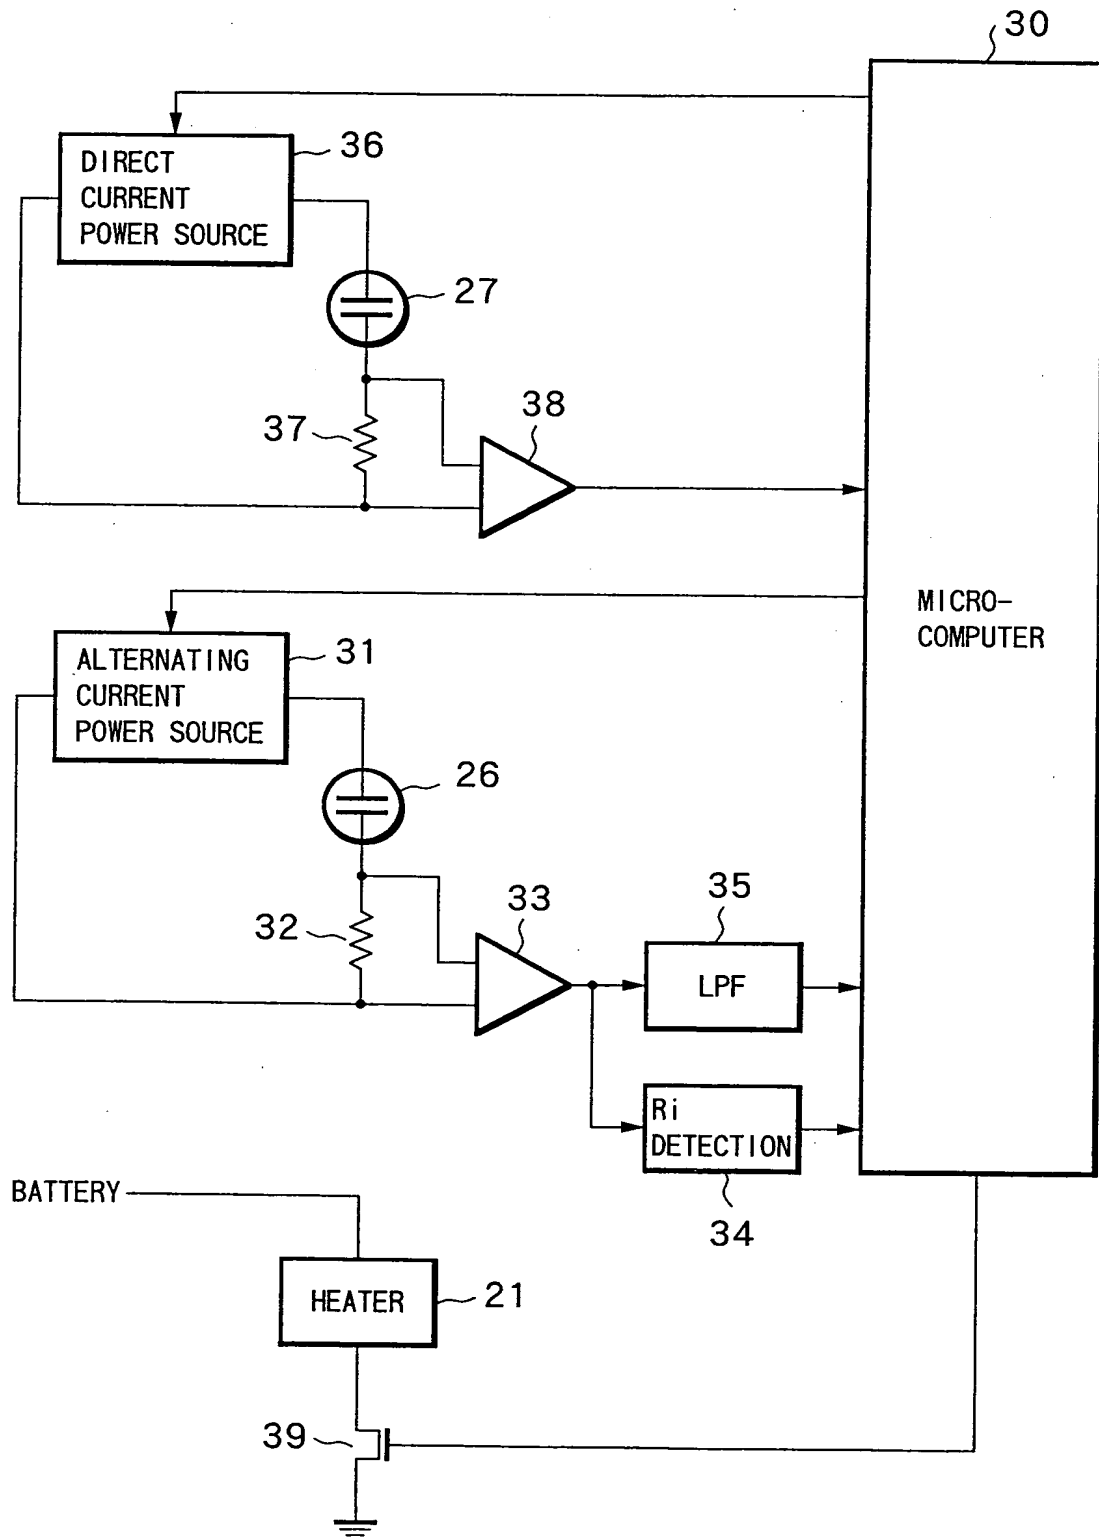 30
DIRECT
CURRENT
POWER SOURCE
36
27
37
38
MICRO-
COMPUTER
ALTERNATING
CURRENT
POWER SOURCE
31
26
32
33
35
LPF
Ri
DETECTION
34
BATTERY
HEATER
21
39